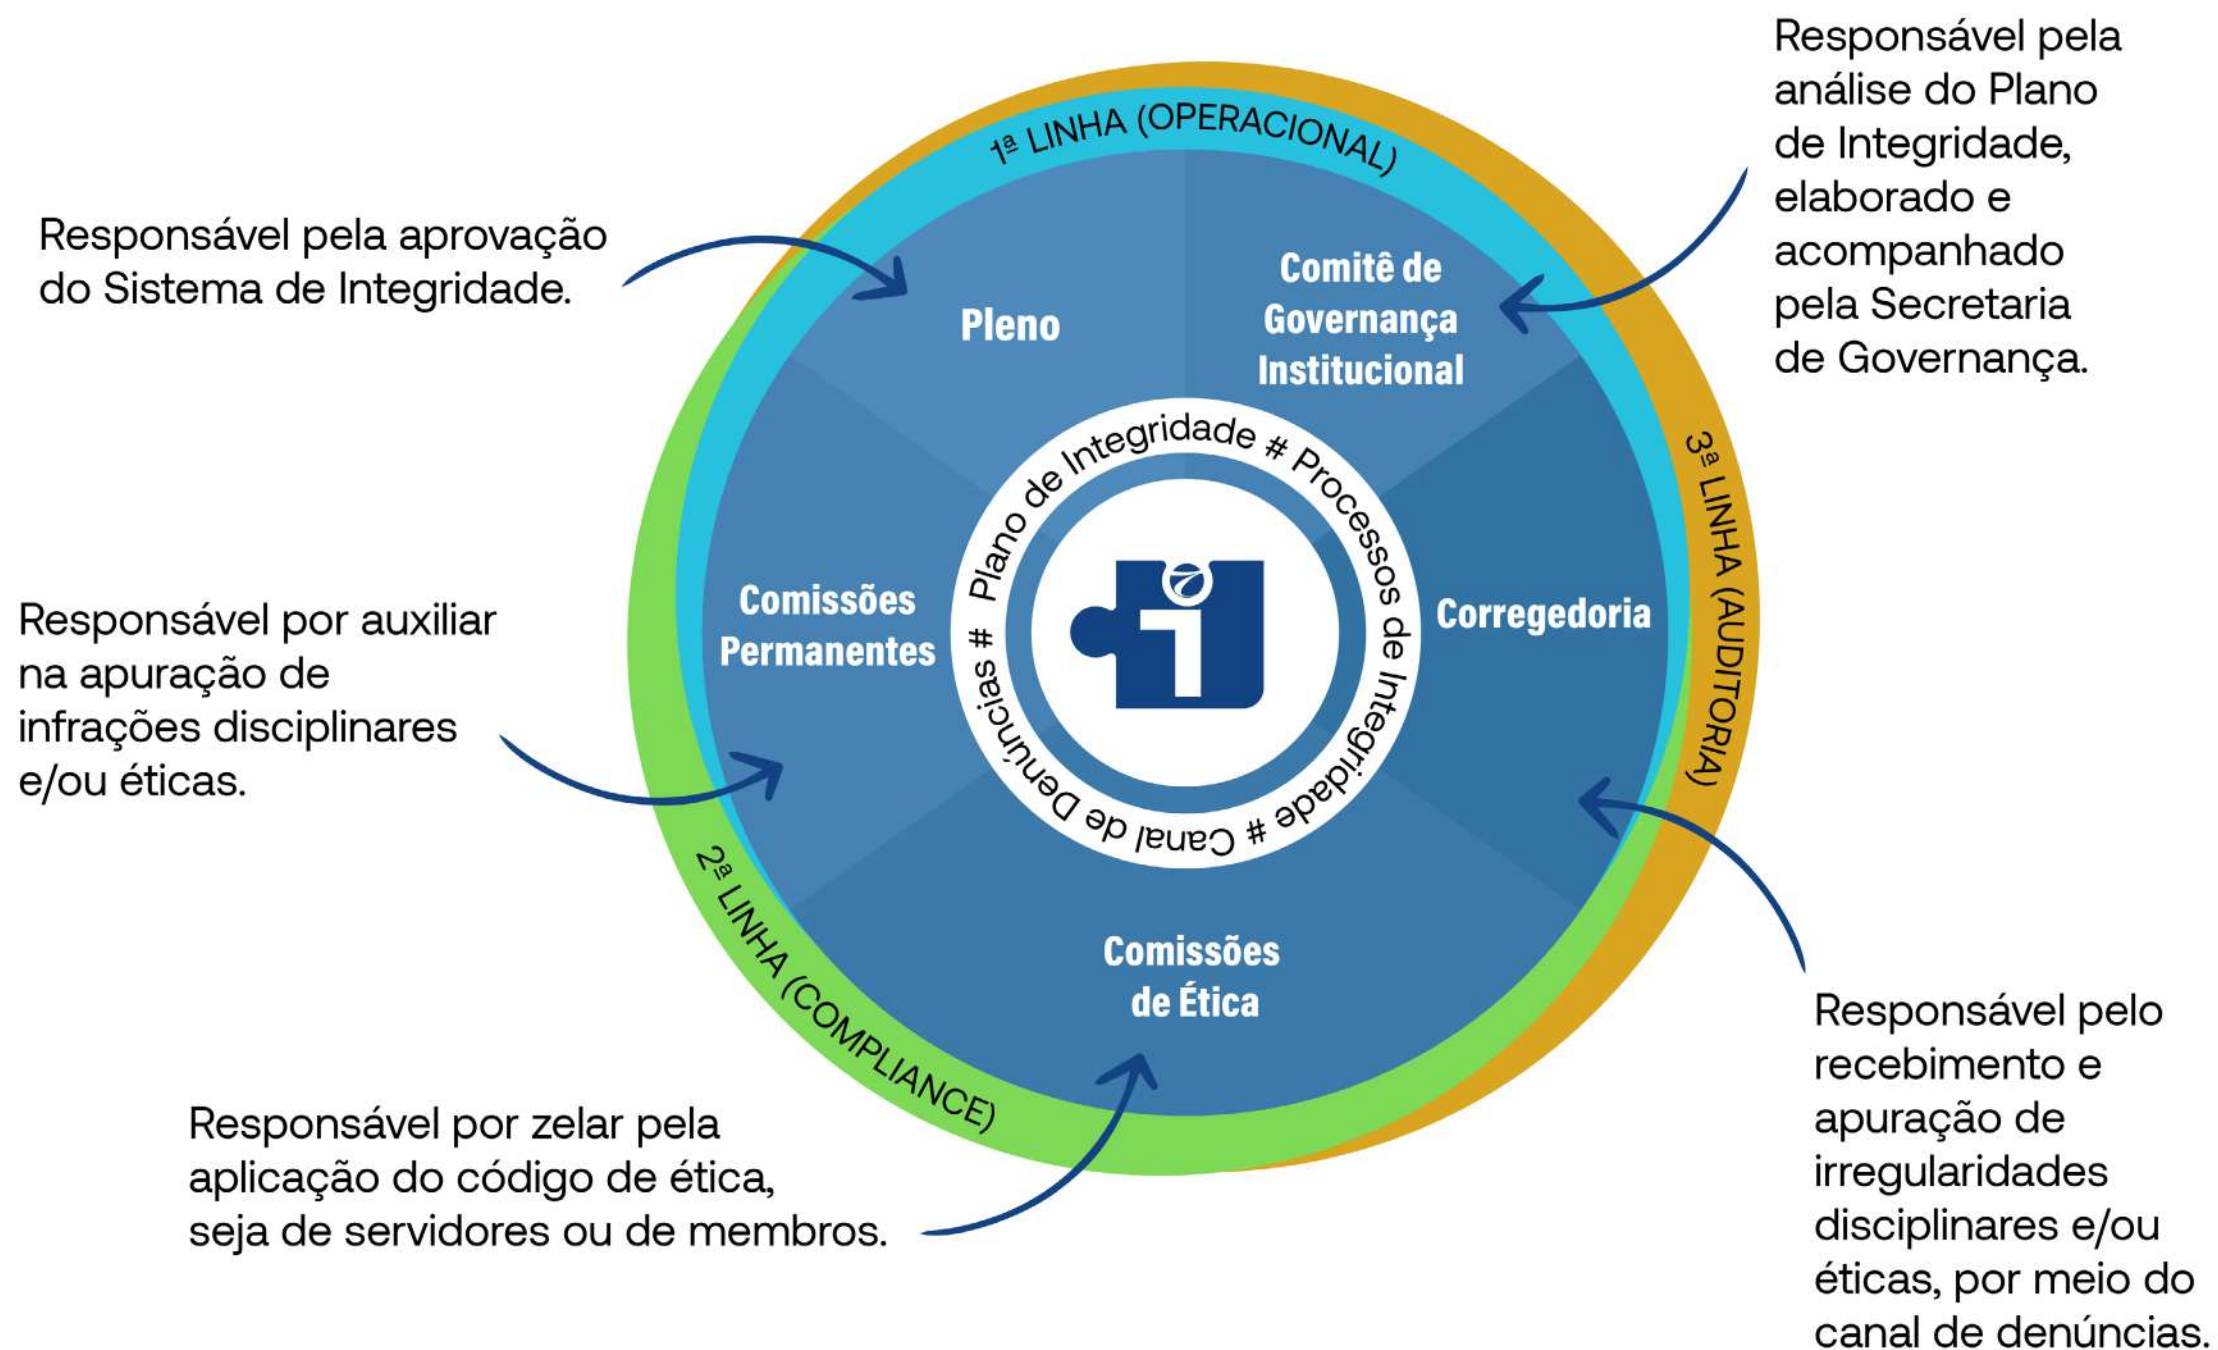 Responsável pela aprovação
do Sistema de Integridade.
Responsável pela
análise do Plano
de Integridade,
elaborado e
acompanhado
pela Secretaria
de Governança.
Responsável por auxiliar
na apuração de
infrações disciplinares
e/ou éticas.
Responsável por zelar pela
aplicação do código de ética,
seja de servidores ou de membros.
Responsável pelo
recebimento e
apuração de
irregularidades
disciplinares e/ou
éticas, por meio do
canal de denúncias.
1ª LINHA (OPERACIONAL)
2ª LINHA (COMPLIANCE)
3ª LINHA (AUDITORIA)
Pleno
Comitê de
Governança
Institucional
Comissões
Permanentes
Corregedoria
Comissões
de Ética
Plano de Integridade # Processos de Integridade # Canal de Denúncias #
i